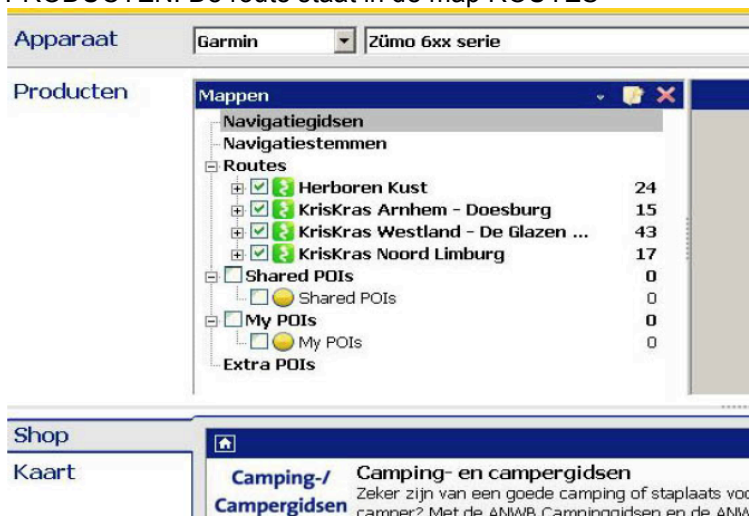 PRODUCTEN. De route staat in de map ROUTES
Apparaat Garmin Zümo 6xx serie
Producten Mappen
Navigatiegidsen
Navigatiestemmen
Routes
Herboren Kust 24
KrisKras Arnhem - Doesburg 15
KrisKras Westland - De Glazen ... 43
KrisKras Noord Limburg 17
Shared POIs 0
Shared POIs 0
My POIs 0
My POIs 0
Extra POIs
Shop
Kaart
Camping-/
Campergidsen
Camping- en campergidsen
Zeker zijn van een goede camping of staplaats voo
camper? Met de ANWB Campinggidsen en de ANW